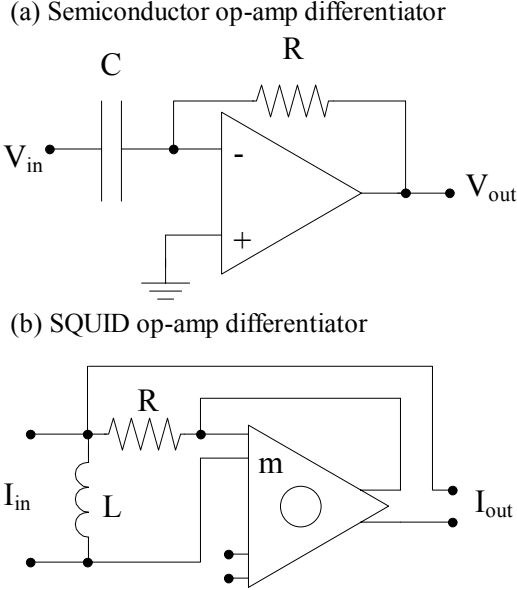 (a) Semiconductor op-amp differentiator
C
R
V_in
-
+
V_out
(b) SQUID op-amp differentiator
R
m
I_in
L
I_out